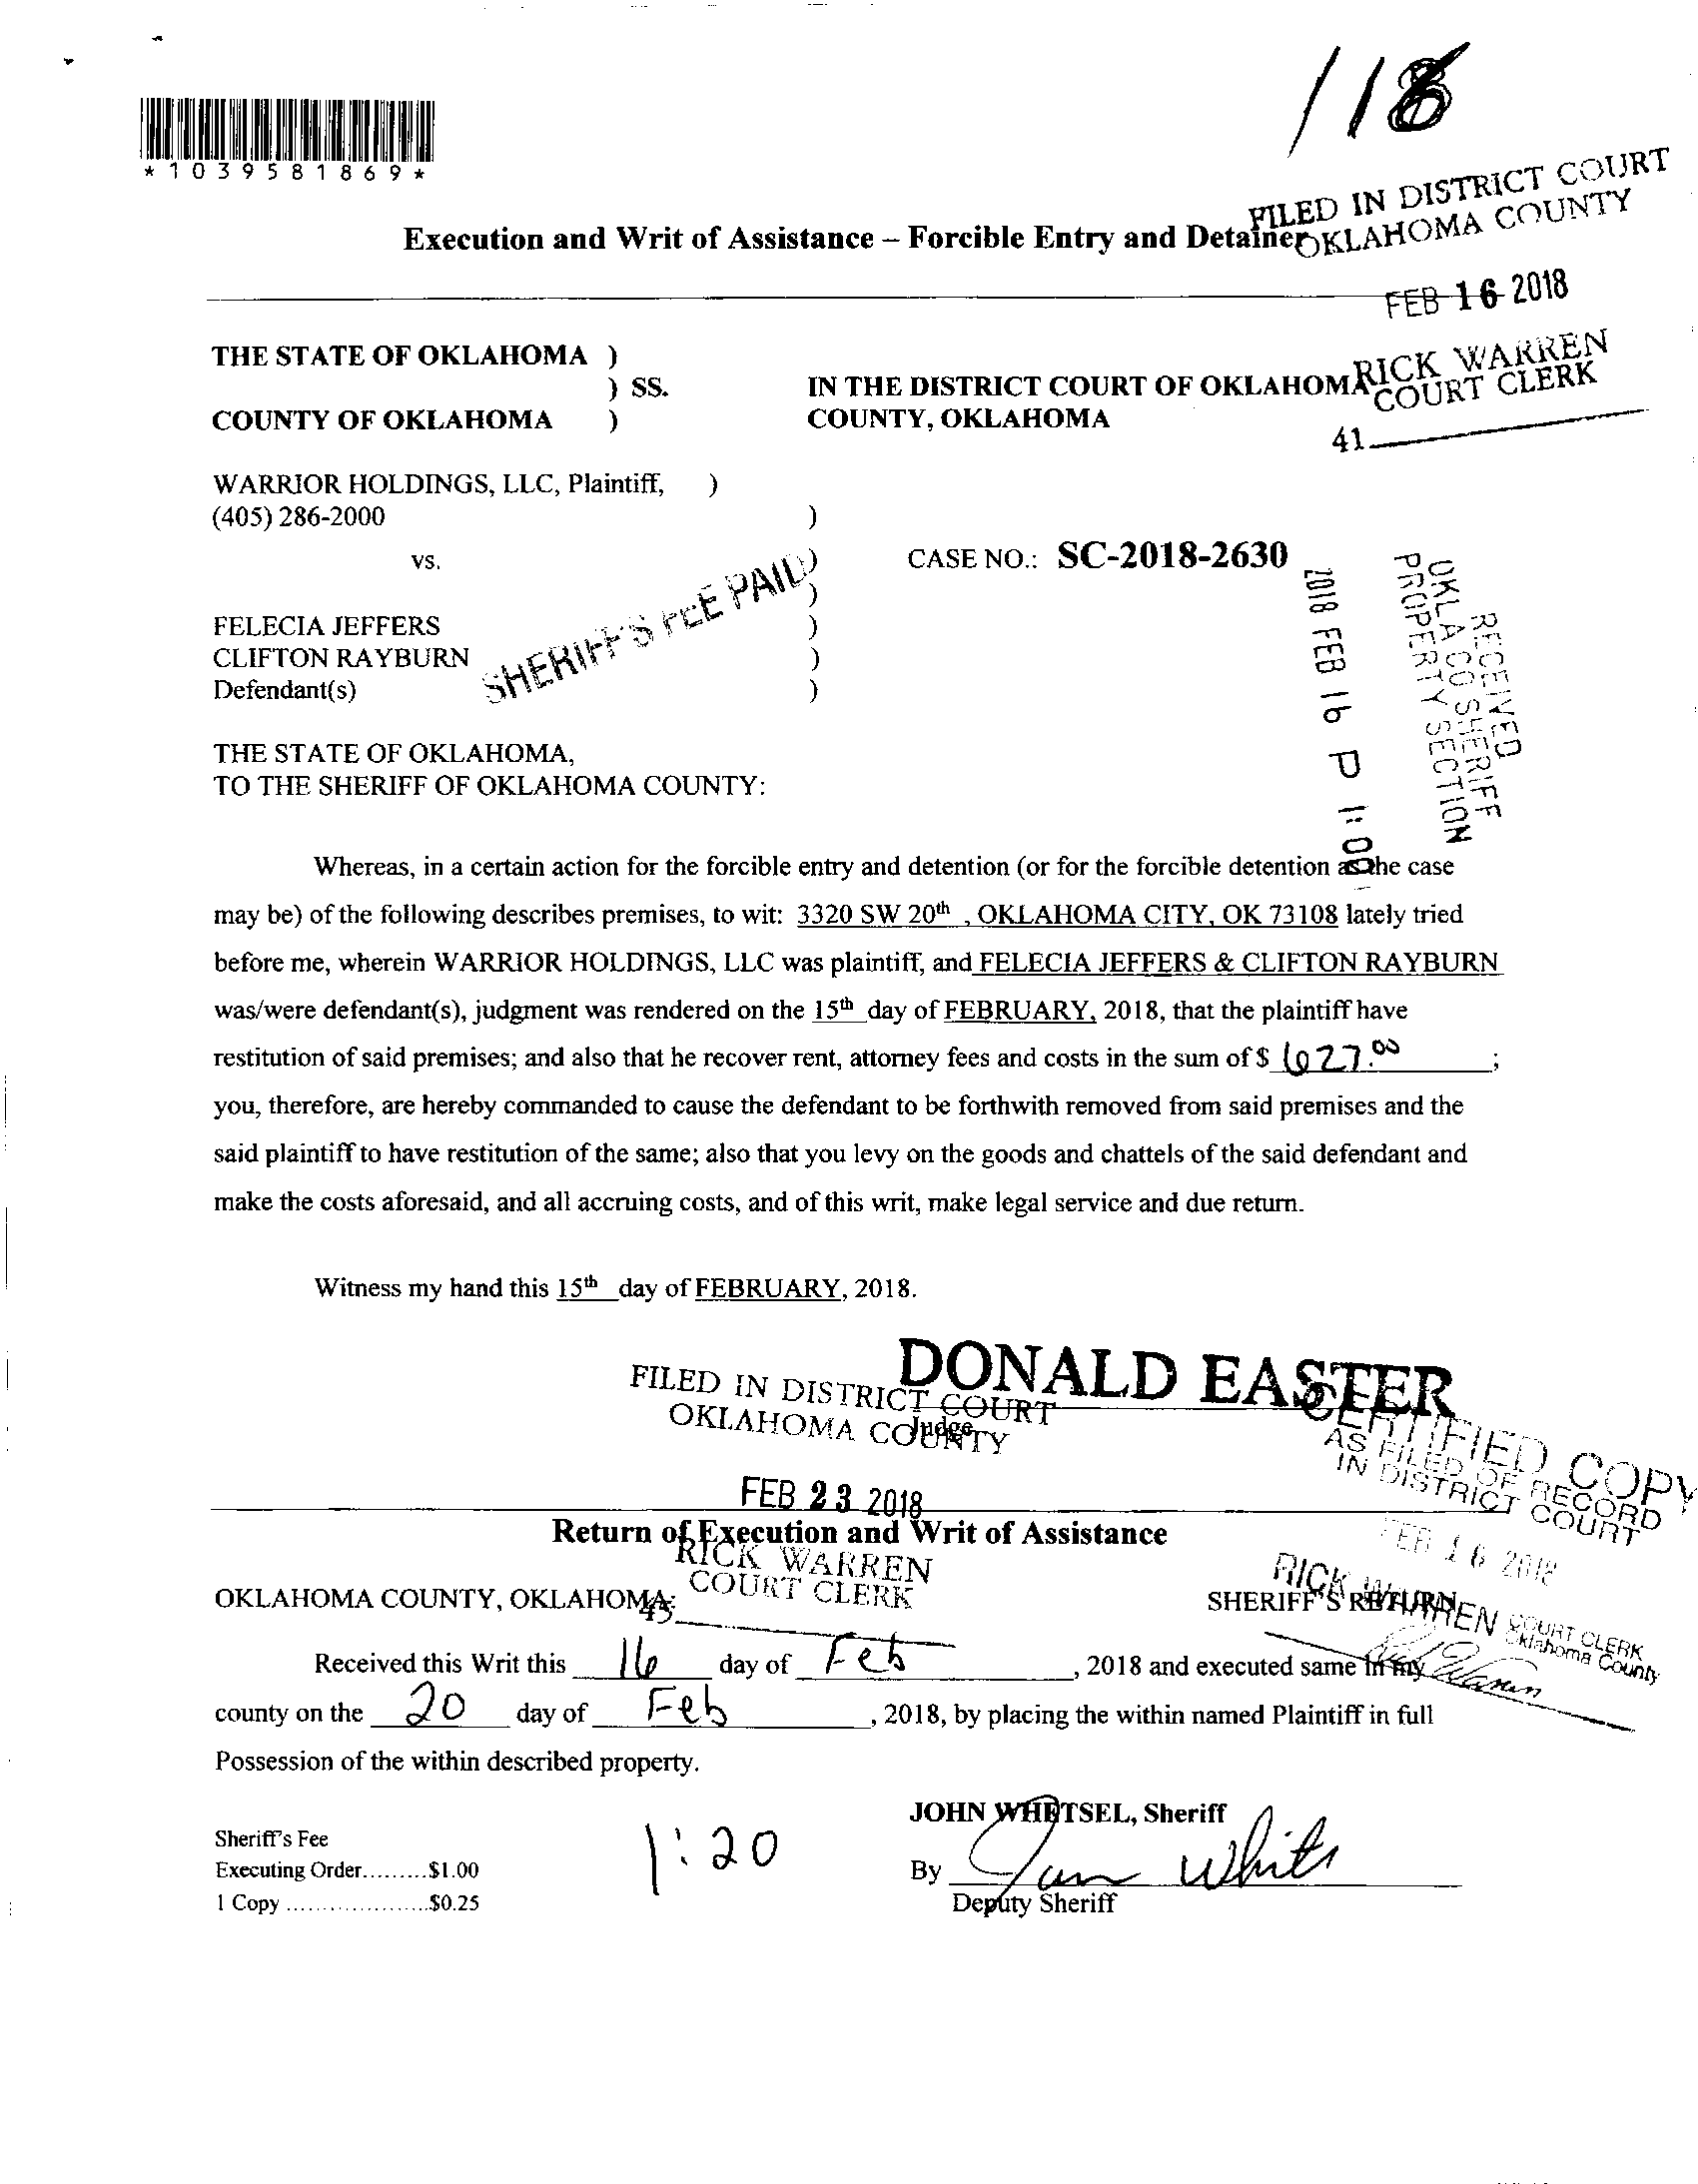 /18
*1039581869*
FILED IN DISTRICT COURT
OKLAHOMA COUNTY
Execution and Writ of Assistance – Forcible Entry and Detainer
FEB 16 2018
RICK WARREN
COURT CLERK
41
THE STATE OF OKLAHOMA )
) SS.
COUNTY OF OKLAHOMA )
IN THE DISTRICT COURT OF OKLAHOMA
COUNTY, OKLAHOMA
WARRIOR HOLDINGS, LLC, Plaintiff, )
(405) 286-2000 )
vs. )
CASE NO.: SC-2018-2630
)
FELECIA JEFFERS )
CLIFTON RAYBURN )
Defendant(s) )
SHERIFF'S FEE PAID
RECEIVED
OKLA CO SHERIFF
PROPERTY SECTION
2018 FEB 16 P 1:00
THE STATE OF OKLAHOMA,
TO THE SHERIFF OF OKLAHOMA COUNTY:
Whereas, in a certain action for the forcible entry and detention (or for the forcible detention as the case
may be) of the following describes premises, to wit: 3320 SW 20th , OKLAHOMA CITY, OK 73108 lately tried
before me, wherein WARRIOR HOLDINGS, LLC was plaintiff, and FELECIA JEFFERS & CLIFTON RAYBURN
was/were defendant(s), judgment was rendered on the 15th day of FEBRUARY, 2018, that the plaintiff have
restitution of said premises; and also that he recover rent, attorney fees and costs in the sum of $ 627.00 ;
you, therefore, are hereby commanded to cause the defendant to be forthwith removed from said premises and the
said plaintiff to have restitution of the same; also that you levy on the goods and chattels of the said defendant and
make the costs aforesaid, and all accruing costs, and of this writ, make legal service and due return.
Witness my hand this 15th day of FEBRUARY, 2018.
DONALD EASTER
Judge
FILED IN DISTRICT COURT
OKLAHOMA COUNTY
FEB 23 2018
RICK WARREN
COURT CLERK
45
CERTIFIED COPY
AS FILED OF RECORD
IN DISTRICT COURT
FEB 16 2018
RICK WARREN COURT CLERK
Oklahoma County
Rick Warren
Return of Execution and Writ of Assistance
OKLAHOMA COUNTY, OKLAHOMA:
SHERIFF'S RETURN
Received this Writ this 16 day of Feb , 2018 and executed same in my
county on the 20 day of Feb , 2018, by placing the within named Plaintiff in full
Possession of the within described property.
JOHN WHETSEL, Sheriff
Sheriff's Fee
Executing Order.........$1.00
1 Copy ....................$0.25
1:20
By
White
Deputy Sheriff